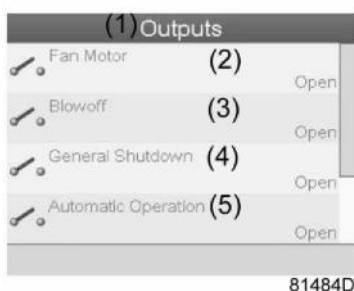 (1) Outputs
Fan Motor (2)
Open
Blowoff (3)
Open
General Shutdown (4)
Open
Automatic Operation (5)
Open
81484D